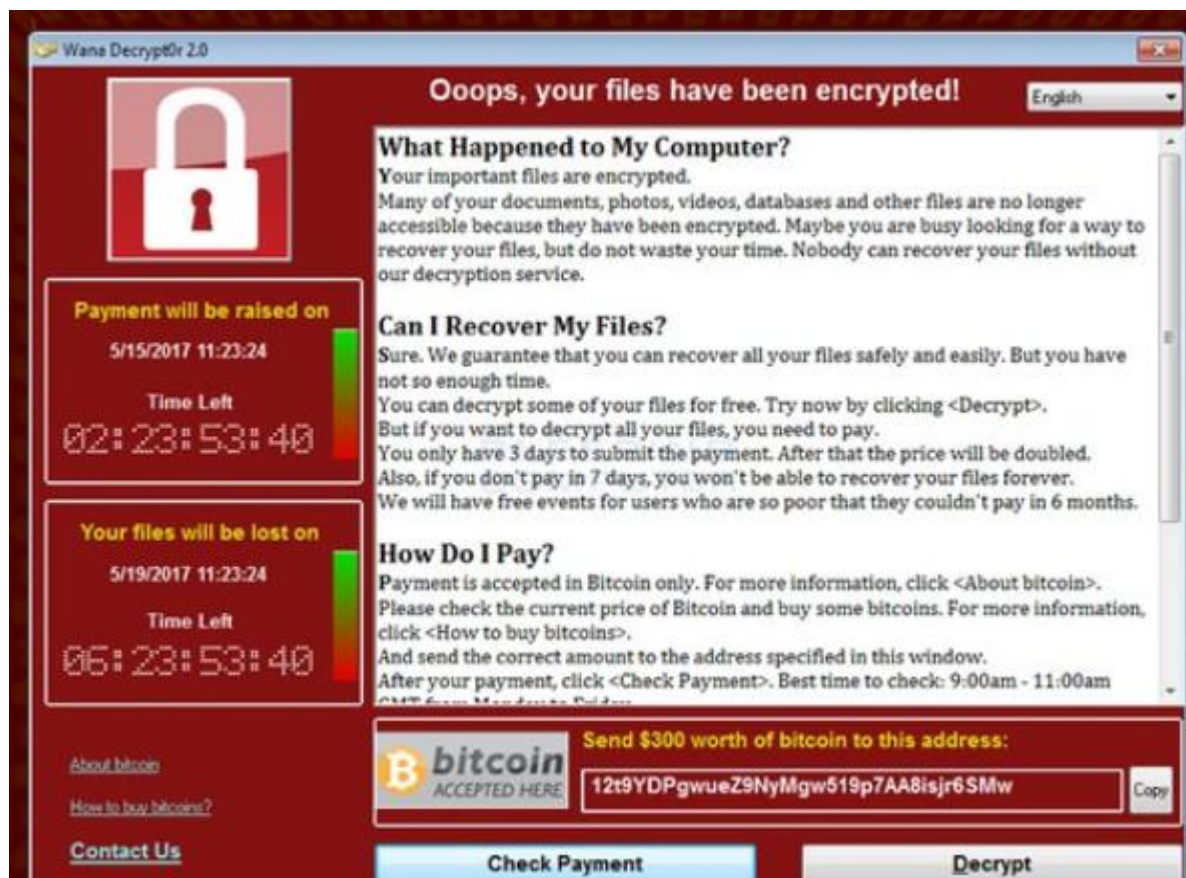 Wana Decrypt0r 2.0
Ooops, your files have been encrypted!
English
What Happened to My Computer?
Your important files are encrypted.
Many of your documents, photos, videos, databases and other files are no longer
accessible because they have been encrypted. Maybe you are busy looking for a way to
recover your files, but do not waste your time. Nobody can recover your files without
our decryption service.
Can I Recover My Files?
Sure. We guarantee that you can recover all your files safely and easily. But you have
not so enough time.
You can decrypt some of your files for free. Try now by clicking <Decrypt>.
But if you want to decrypt all your files, you need to pay.
You only have 3 days to submit the payment. After that the price will be doubled.
Also, if you don't pay in 7 days, you won't be able to recover your files forever.
We will have free events for users who are so poor that they couldn't pay in 6 months.
How Do I Pay?
Payment is accepted in Bitcoin only. For more information, click <About bitcoin>.
Please check the current price of Bitcoin and buy some bitcoins. For more information,
click <How to buy bitcoins>.
And send the correct amount to the address specified in this window.
After your payment, click <Check Payment>. Best time to check: 9:00am - 11:00am
GMT from Monday to Friday
Payment will be raised on
5/15/2017 11:23:24
Time Left
02:23:53:40
Your files will be lost on
5/19/2017 11:23:24
Time Left
06:23:53:40
About bitcoin
How to buy bitcoins?
Contact Us
bitcoin
ACCEPTED HERE
Send $300 worth of bitcoin to this address:
12t9YDPgwueZ9NyMgw519p7AA8isjr6SMw
Copy
Check Payment
Decrypt